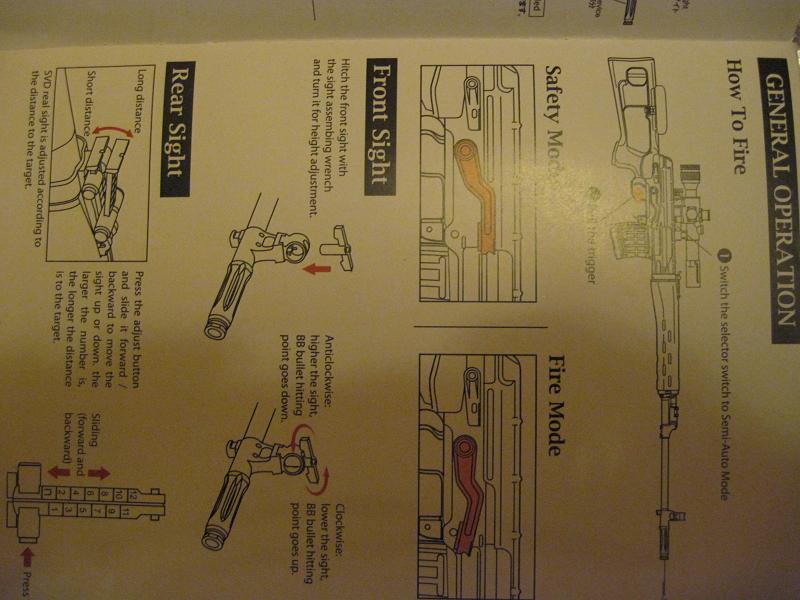 GENERAL OPERATION
How To Fire
1 Switch the selector switch to Semi-Auto Mode
the trigger
Safety Mode
Fire Mode
Front Sight
Hitch the front sight with
the sight assembling wrench
and turn it for height adjustment.
Anticlockwise:
higher the sight,
BB bullet hitting
point goes down.
Clockwise:
lower the sight,
BB bullet hitting
point goes up.
Rear Sight
Long distance
Short distance
SVD real sight is adjusted according to
the distance to the target.
Press the adjust button
and slide it forward /
backward to move the
sight up or down. the
larger the number is,
the longer the distance
is to the target.
Sliding
(forward and
backward)
Press
12
11
10
9
8
7
6
5
4
3
2
1
П